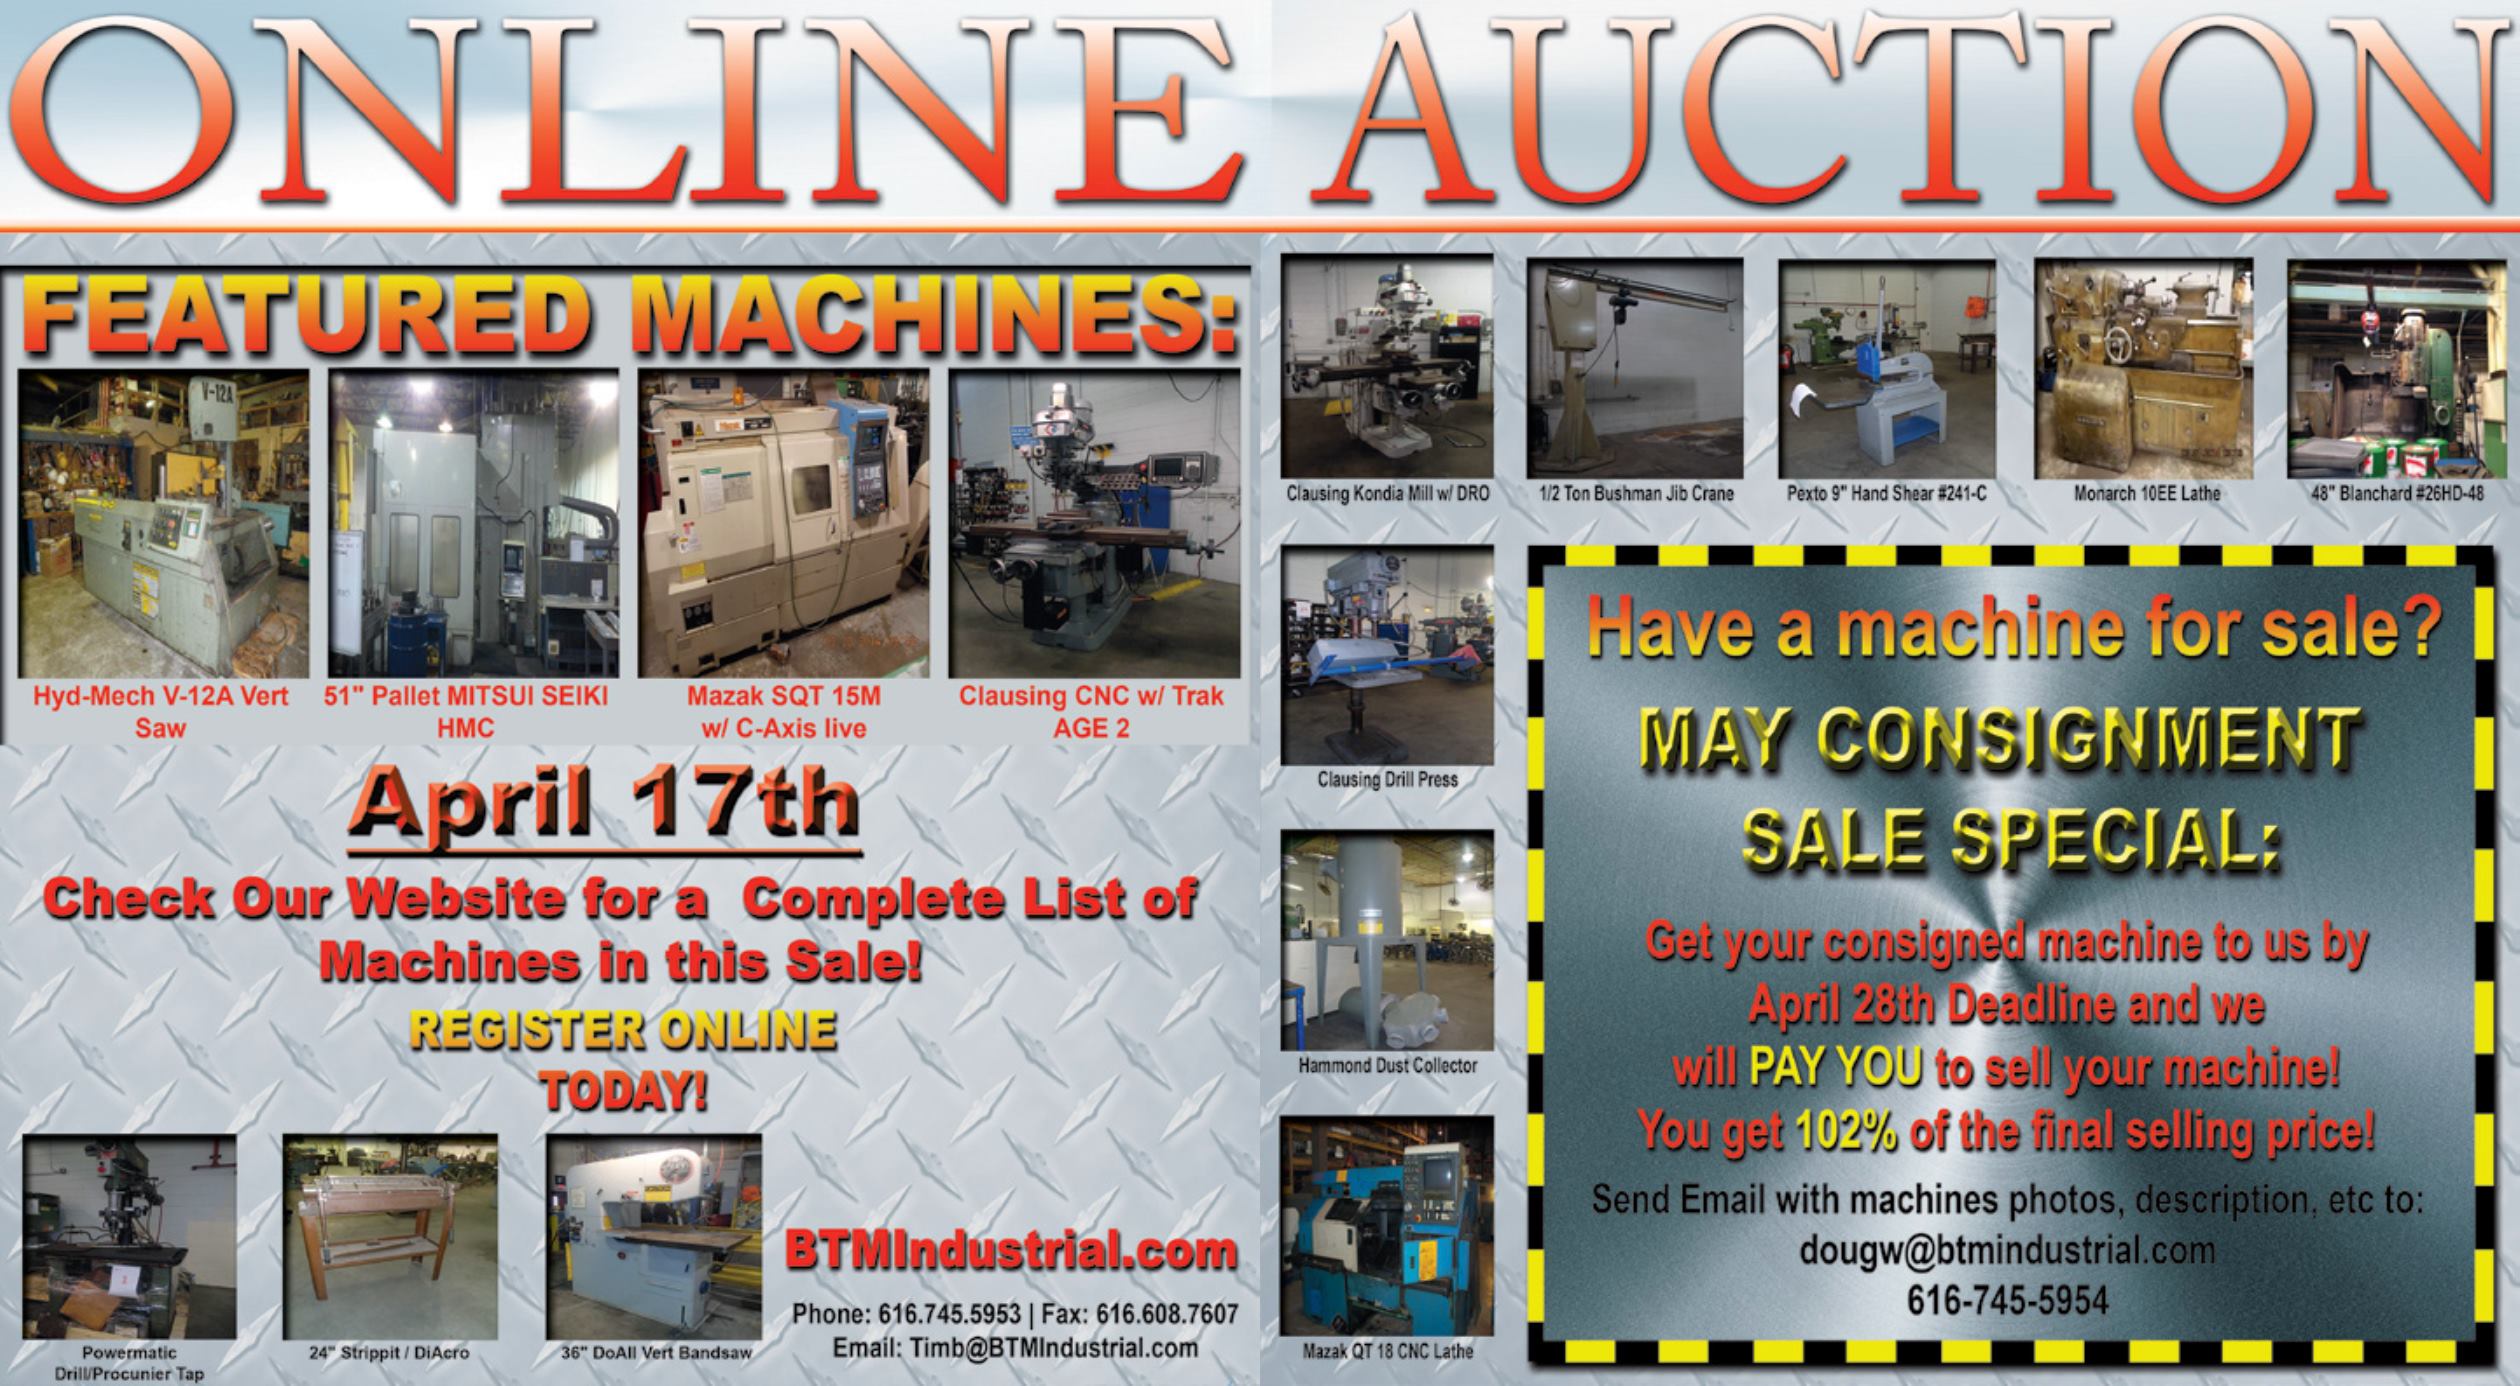 ONLINE AUCTION
FEATURED MACHINES:
V-12A
Mazak
Hyd-Mech V-12A Vert
Saw
51" Pallet MITSUI SEIKI
HMC
Mazak SQT 15M
w/ C-Axis live
Clausing CNC w/ Trak
AGE 2
April 17th
Check Our Website for a Complete List of
Machines in this Sale!
REGISTER ONLINE
TODAY!
Powermatic
Drill/Procunier Tap
24" Strippit / DiAcro
36" DoAll Vert Bandsaw
BTMIndustrial.com
Phone: 616.745.5953 | Fax: 616.608.7607
Email: Timb@BTMIndustrial.com
Clausing Kondia Mill w/ DRO
1/2 Ton Bushman Jib Crane
Pexto 9" Hand Shear #241-C
Monarch 10EE Lathe
48" Blanchard #26HD-48
Clausing Drill Press
Hammond Dust Collector
Mazak QT 18 CNC Lathe
Have a machine for sale?
MAY CONSIGNMENT
SALE SPECIAL:
Get your consigned machine to us by
April 28th Deadline and we
will PAY YOU to sell your machine!
You get 102% of the final selling price!
Send Email with machines photos, description, etc to:
dougw@btmindustrial.com
616-745-5954